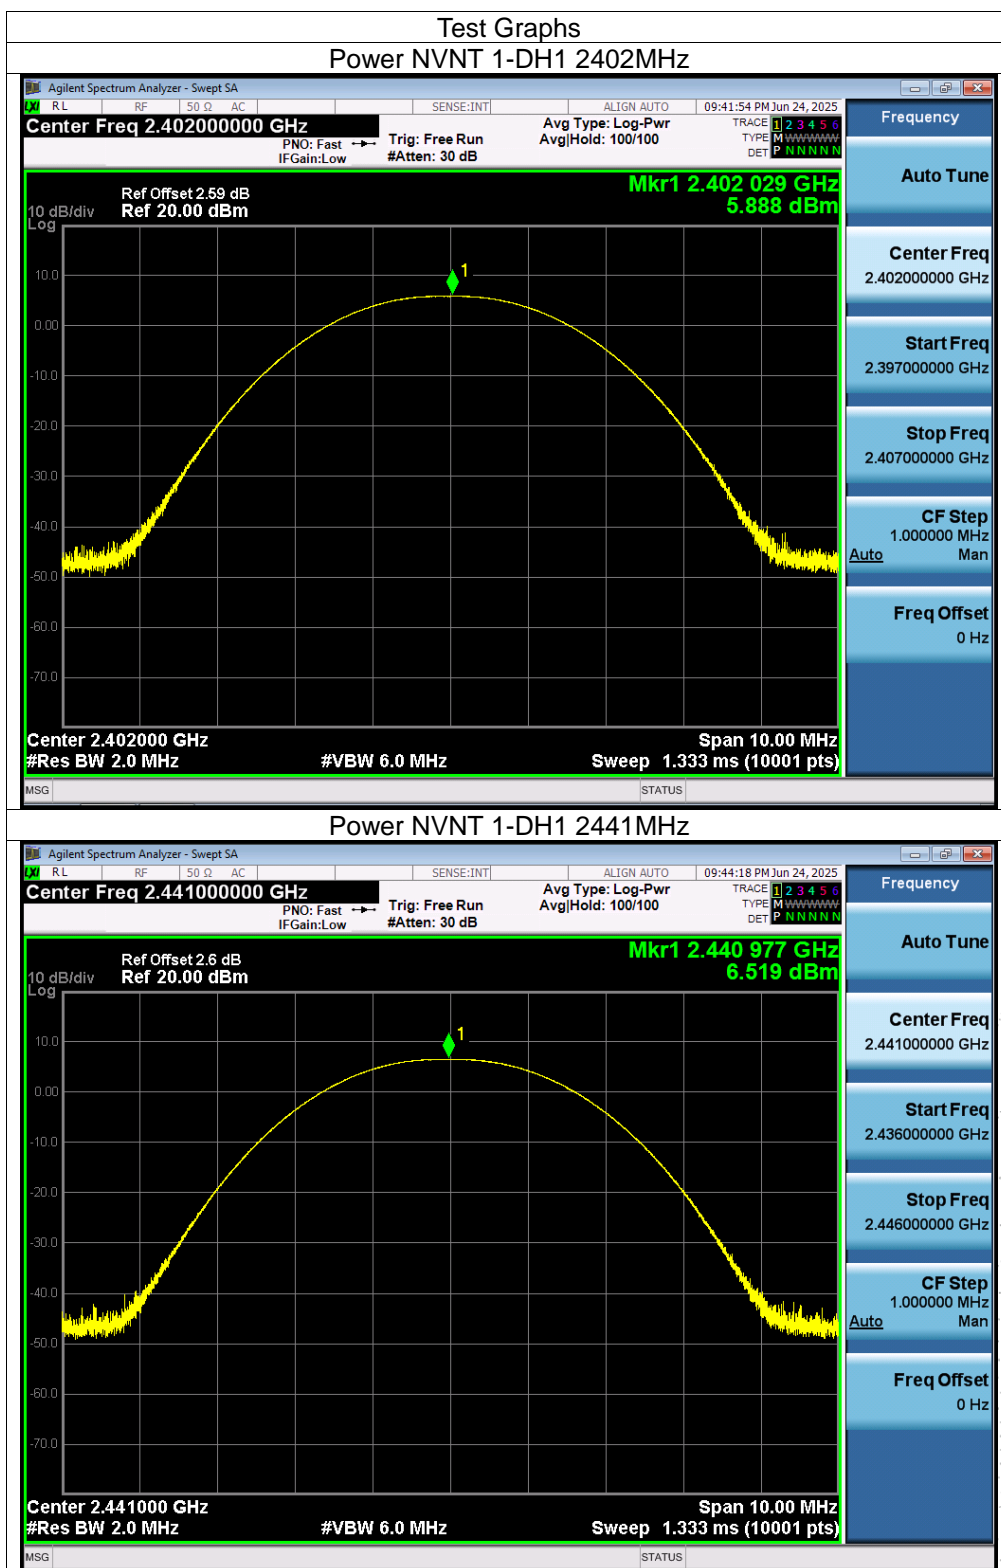 Test Graphs
Power NVNT 1-DH1 2402MHz
Agilent Spectrum Analyzer - Swept SA
LXI RL RF 50 Ω AC SENSE:INT ALIGN AUTO 09:41:54 PM Jun 24, 2025
Center Freq 2.402000000 GHz
PNO: Fast
IFGain:Low
Trig: Free Run
#Atten: 30 dB
Avg Type: Log-Pwr
Avg|Hold: 100/100
TRACE 1 2 3 4 5 6
TYPE M WWWWW
DET P N N N N N
Frequency
Auto Tune
Center Freq
2.402000000 GHz
Start Freq
2.397000000 GHz
Stop Freq
2.407000000 GHz
CF Step
1.000000 MHz
Auto Man
Freq Offset
0 Hz
Mkr1 2.402 029 GHz
5.888 dBm
Ref Offset 2.59 dB
10 dB/div Ref 20.00 dBm
Log
1
10.0
0.00
-10.0
-20.0
-30.0
-40.0
-50.0
-60.0
-70.0
Center 2.402000 GHz Span 10.00 MHz
#Res BW 2.0 MHz #VBW 6.0 MHz Sweep 1.333 ms (10001 pts)
MSG STATUS
Power NVNT 1-DH1 2441MHz
Agilent Spectrum Analyzer - Swept SA
LXI RL RF 50 Ω AC SENSE:INT ALIGN AUTO 09:44:18 PM Jun 24, 2025
Center Freq 2.441000000 GHz
PNO: Fast
IFGain:Low
Trig: Free Run
#Atten: 30 dB
Avg Type: Log-Pwr
Avg|Hold: 100/100
TRACE 1 2 3 4 5 6
TYPE M WWWWW
DET P N N N N N
Frequency
Auto Tune
Center Freq
2.441000000 GHz
Start Freq
2.436000000 GHz
Stop Freq
2.446000000 GHz
CF Step
1.000000 MHz
Auto Man
Freq Offset
0 Hz
Mkr1 2.440 977 GHz
6.519 dBm
Ref Offset 2.6 dB
10 dB/div Ref 20.00 dBm
Log
1
10.0
0.00
-10.0
-20.0
-30.0
-40.0
-50.0
-60.0
-70.0
Center 2.441000 GHz Span 10.00 MHz
#Res BW 2.0 MHz #VBW 6.0 MHz Sweep 1.333 ms (10001 pts)
MSG STATUS